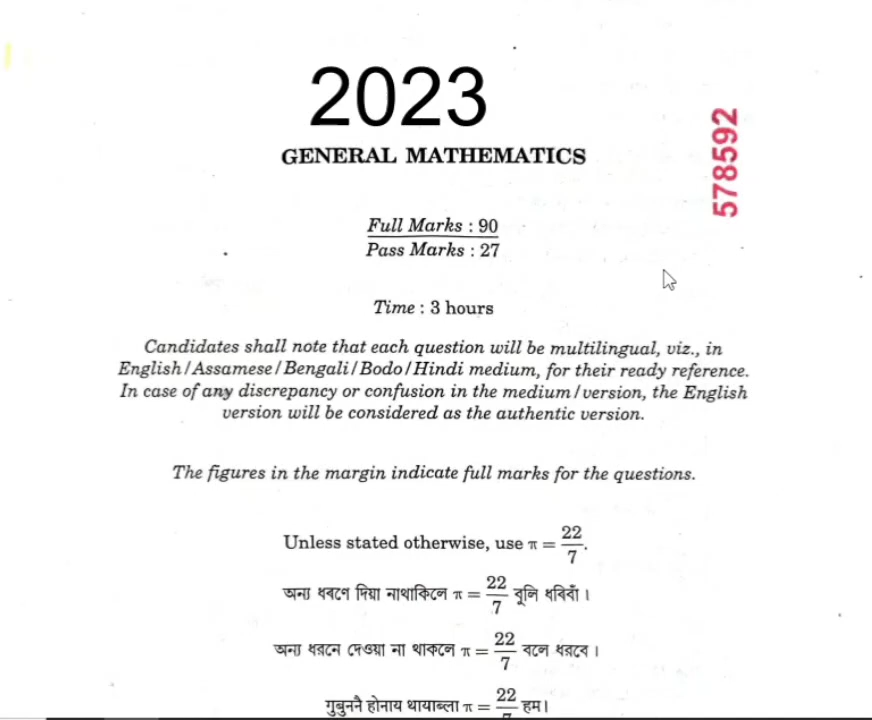 2023
GENERAL MATHEMATICS
578592
Full Marks : 90
Pass Marks : 27
Time : 3 hours
Candidates shall note that each question will be multilingual, viz., in
English / Assamese / Bengali / Bodo / Hindi medium, for their ready reference.
In case of any discrepancy or confusion in the medium / version, the English
version will be considered as the authentic version.
The figures in the margin indicate full marks for the questions.
Unless stated otherwise, use π = 22/7.
অন্য ধৰণে দিয়া নাথাকিলে π = 22/7 বুলি ধৰিবাঁ ।
অন্য ধরনে দেওয়া না থাকলে π = 22/7 বলে ধরবে ।
गुबुननै होनाय थायाब्ला π = 22/7 हम।